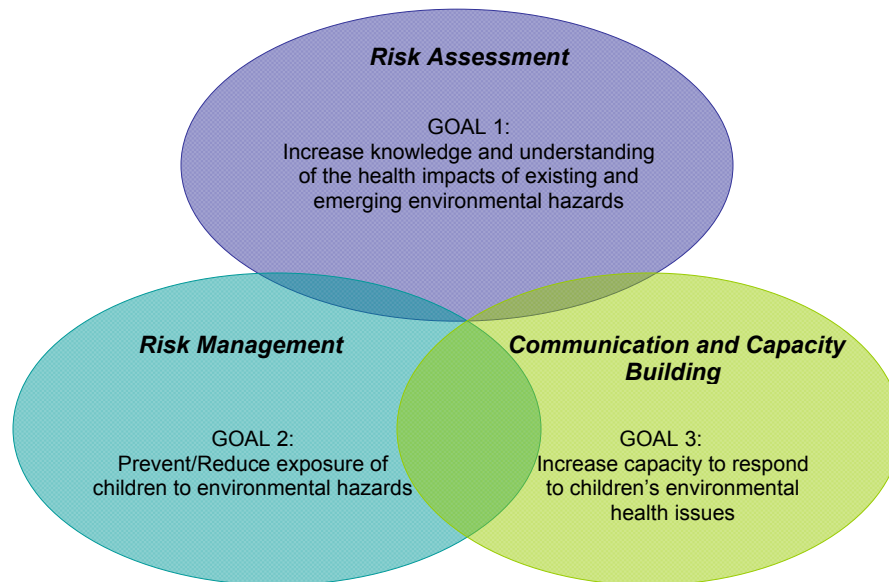 Risk Assessment
GOAL 1:
Increase knowledge and understanding
of the health impacts of existing and
emerging environmental hazards
Risk Management
GOAL 2:
Prevent/Reduce exposure of
children to environmental hazards
Communication and Capacity
Building
GOAL 3:
Increase capacity to respond
to children’s environmental
health issues